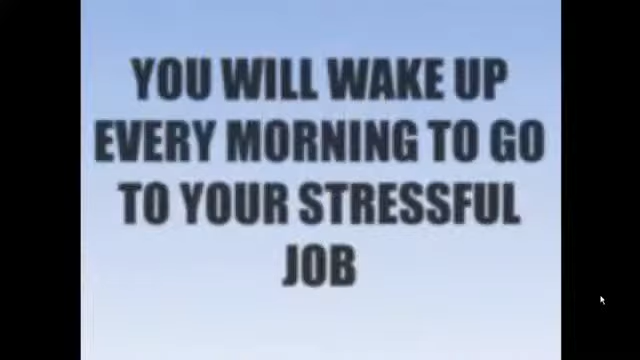 YOU WILL WAKE UP
EVERY MORNING TO GO
TO YOUR STRESSFUL
JOB